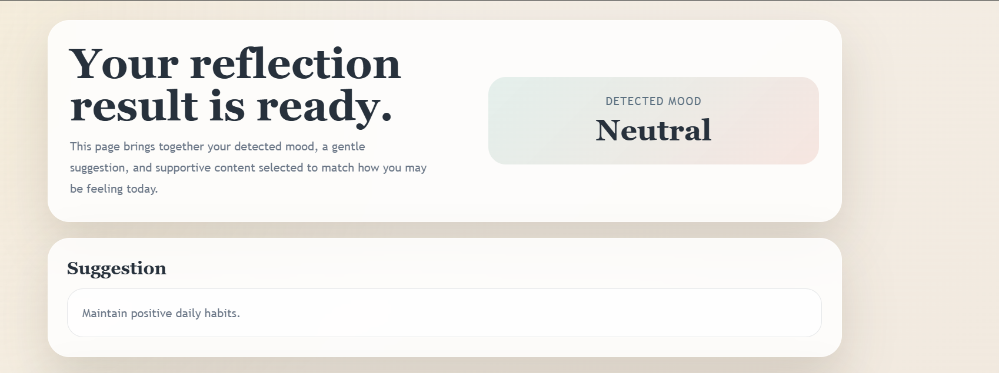 Your reflection
result is ready.
This page brings together your detected mood, a gentle
suggestion, and supportive content selected to match how you may
be feeling today.
DETECTED MOOD
Neutral
Suggestion
Maintain positive daily habits.